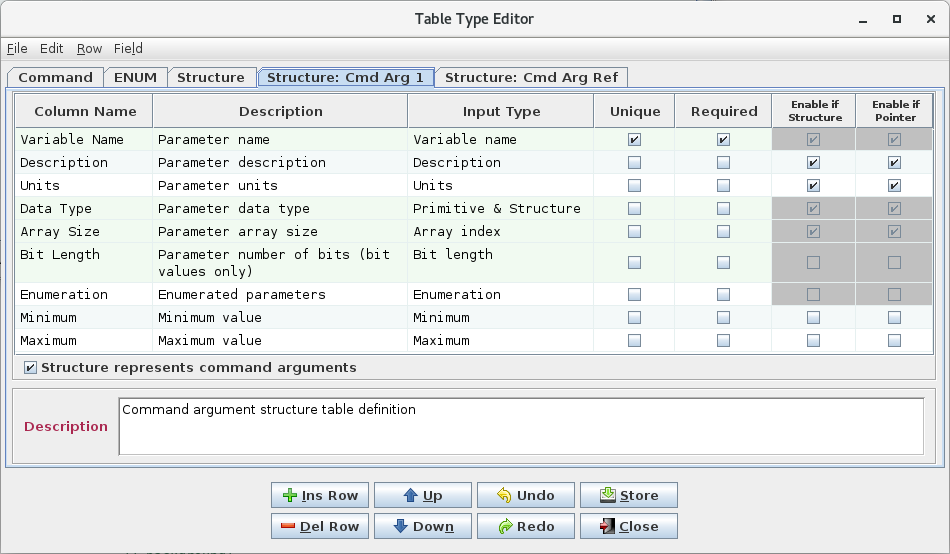 Table Type Editor
File Edit Row Field
Command ENUM Structure Structure: Cmd Arg 1 Structure: Cmd Arg Ref
Column Name Description Input Type Unique Required Enable if Structure Enable if Pointer
Variable Name Parameter name Variable name
Description Parameter description Description
Units Parameter units Units
Data Type Parameter data type Primitive & Structure
Array Size Parameter array size Array index
Bit Length Parameter number of bits (bit values only) Bit length
Enumeration Enumerated parameters Enumeration
Minimum Minimum value Minimum
Maximum Maximum value Maximum
Structure represents command arguments
Description Command argument structure table definition
Ins Row Up Undo Store
Del Row Down Redo Close